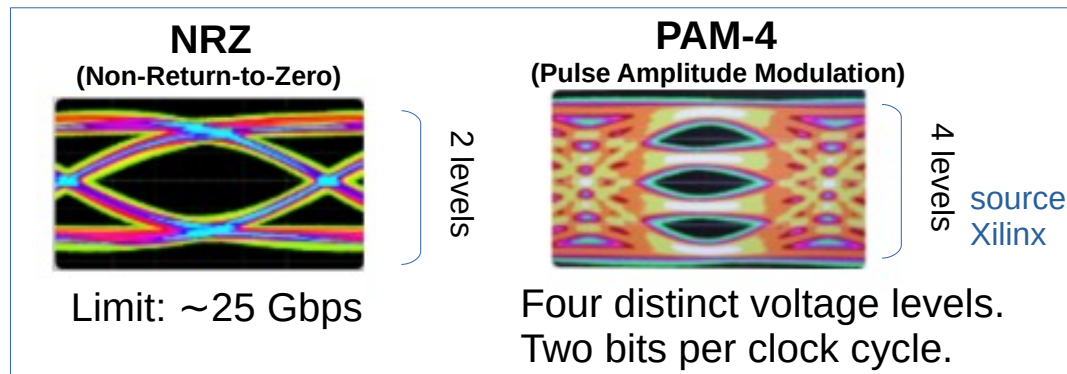 NRZ
(Non-Return-to-Zero)
2 levels
Limit: ~25 Gbps
PAM-4
(Pulse Amplitude Modulation)
4 levels
source
Xilinx
Four distinct voltage levels.
Two bits per clock cycle.